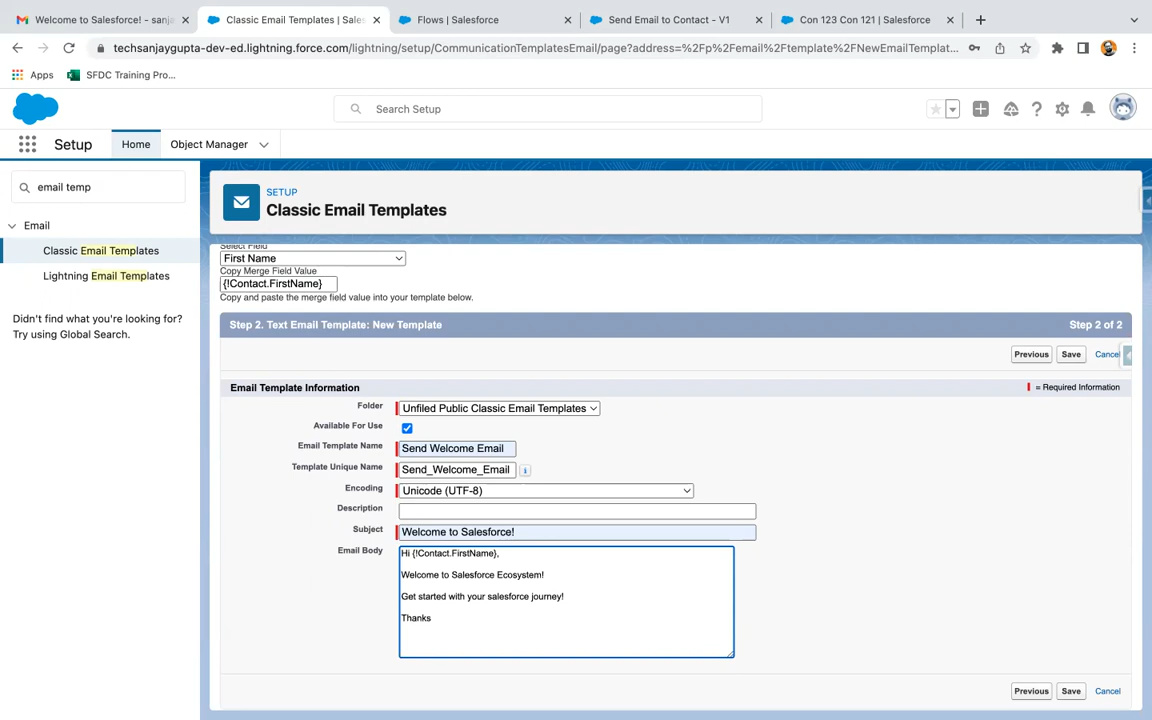 Welcome to Salesforce! - sanja
Classic Email Templates | Sales
Flows | Salesforce
Send Email to Contact - V1
Con 123 Con 121 | Salesforce
techsanjaygupta-dev-ed.lightning.force.com/lightning/setup/CommunicationTemplatesEmail/page?address=%2Fp%2Femail%2Ftemplate%2FNewEmailTemplat...
Apps
SFDC Training Pro...
Search Setup
Setup
Home
Object Manager
email temp
Email
Classic Email Templates
Lightning Email Templates
Didn't find what you're looking for?
Try using Global Search.
SETUP
Classic Email Templates
Select Field
First Name
Copy Merge Field Value
{!Contact.FirstName}
Copy and paste the merge field value into your template below.
Step 2. Text Email Template: New Template
Step 2 of 2
Previous
Save
Cancel
Email Template Information
= Required Information
Folder
Unfiled Public Classic Email Templates
Available For Use
Email Template Name
Send Welcome Email
Template Unique Name
Send_Welcome_Email
i
Encoding
Unicode (UTF-8)
Description
Subject
Welcome to Salesforce!
Email Body
Hi {!Contact.FirstName},
Welcome to Salesforce Ecosystem!
Get started with your salesforce journey!
Thanks
Previous
Save
Cancel